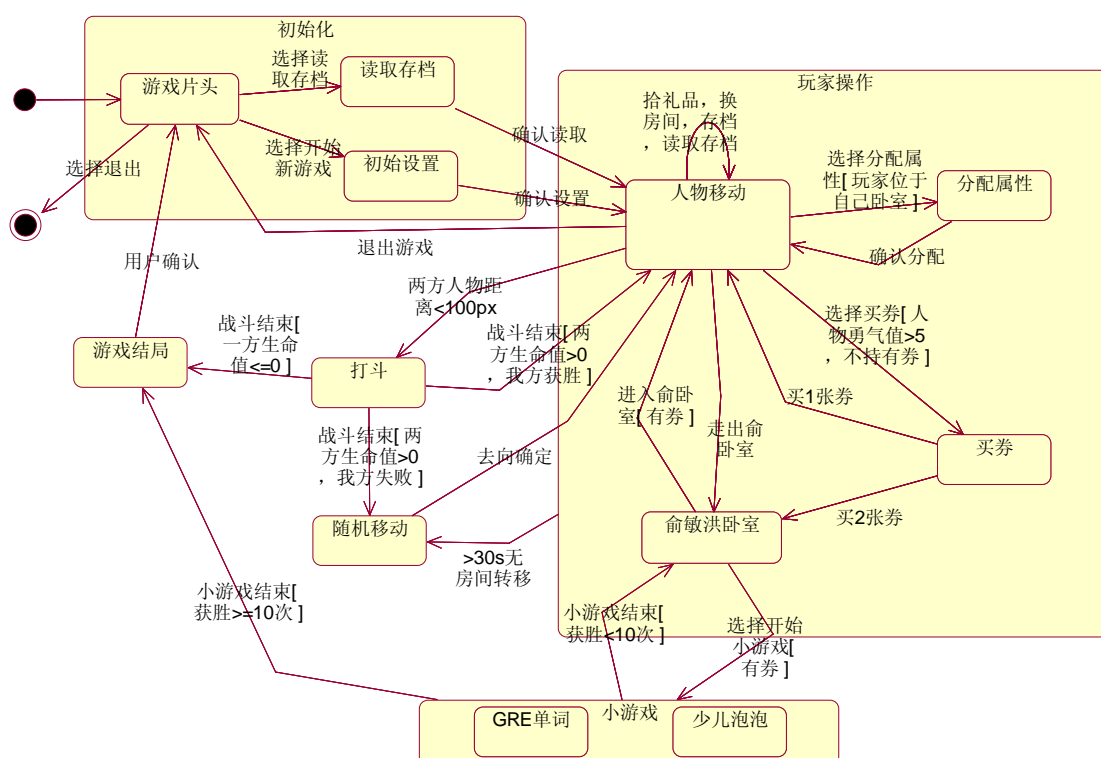 初始化
选择读
取存档
读取存档
游戏片头
选择开始
新游戏
初始设置
选择退出
确认读取
确认设置
退出游戏
用户确认
玩家操作
拾礼品，换
房间，存档
，读取存档
人物移动
选择分配属
性[ 玩家位于
自己卧室 ]
分配属性
确认分配
两方人物距
离<100px
战斗结束[
一方生命
值<=0 ]
游戏结局
打斗
战斗结束[ 两
方生命值>0
，我方获胜 ]
选择买券[ 人
物勇气值>5
，不持有券 ]
进入俞卧
室[ 有券 ]
走出俞
卧室
买1张券
买券
买2张券
战斗结束[ 两
方生命值>0
，我方失败 ]
去向确定
随机移动
俞敏洪卧室
>30s无
房间转移
小游戏结束[
获胜>=10次 ]
小游戏结束[
获胜<10次 ]
选择开始
小游戏[
有券 ]
小游戏
GRE单词
少儿泡泡